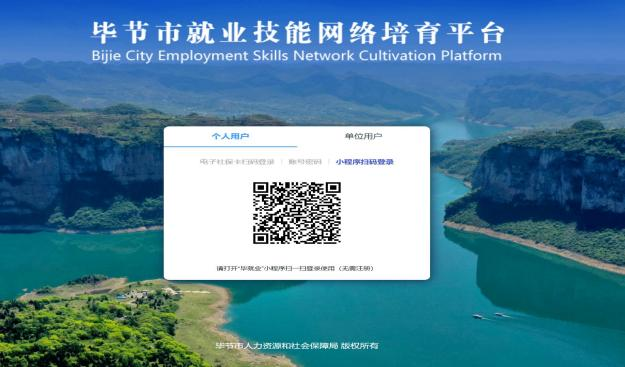 毕节市就业技能网络培育平台
Bijie City Employment Skills Network Cultivation Platform
个人用户 单位用户
电子社保卡扫码登录 | 账号密码 | 小程序扫码登录
请打开"毕就业"小程序扫一扫登录使用（无需注册）
毕节市人力资源和社会保障局 版权所有